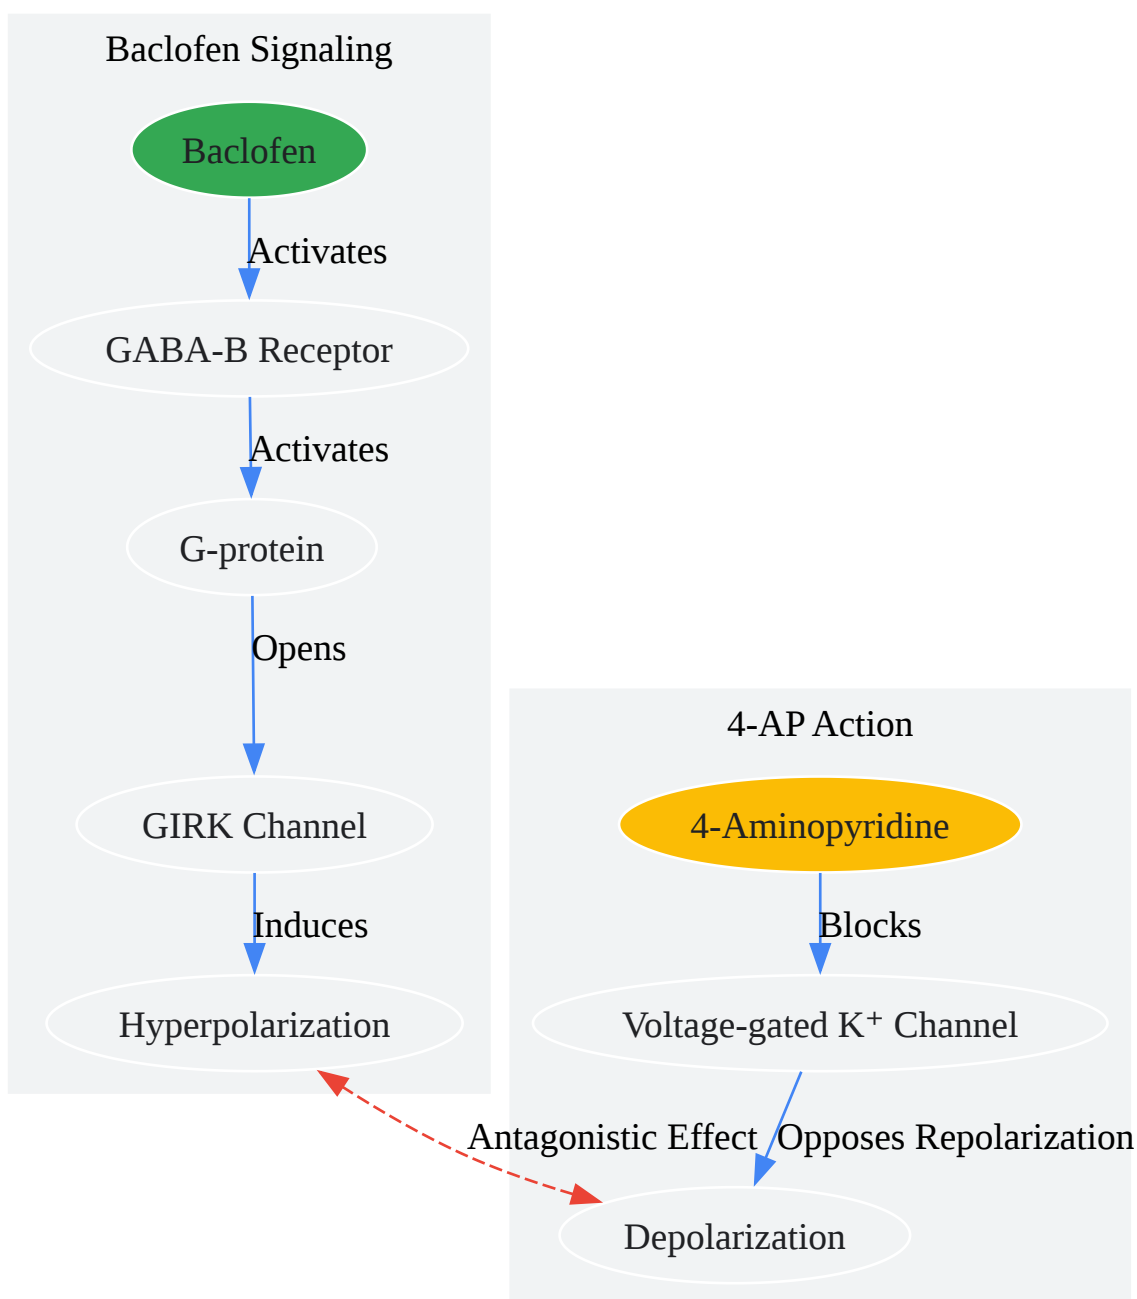 Baclofen Signaling
Baclofen
Activates
GABA-B Receptor
Activates
G-protein
Opens
GIRK Channel
Induces
Hyperpolarization
4-AP Action
4-Aminopyridine
Blocks
Voltage-gated K⁺ Channel
Antagonistic Effect
Opposes Repolarization
Depolarization